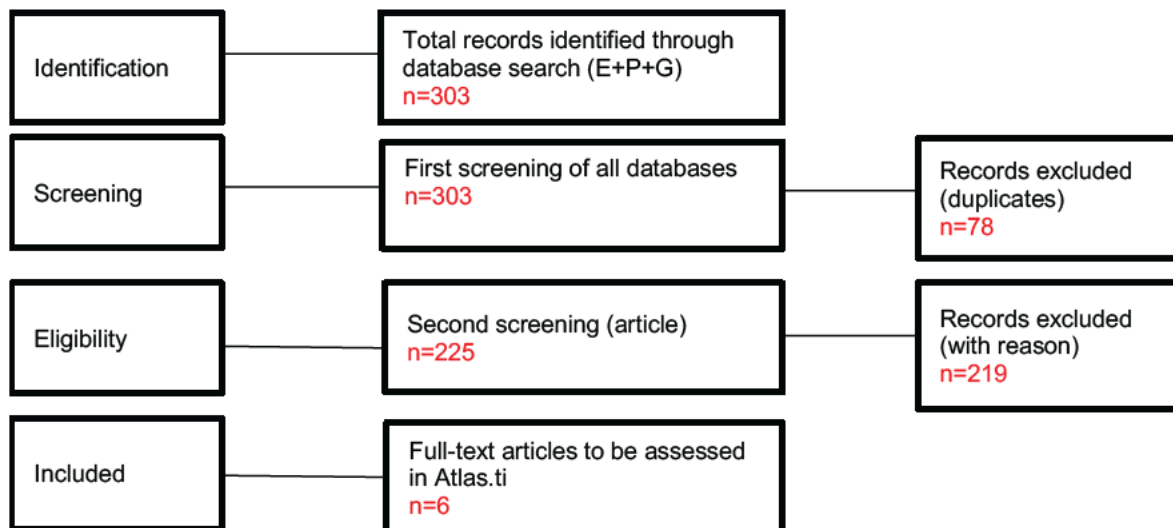 Identification
Total records identified through
database search (E+P+G)
n=303
Screening
First screening of all databases
n=303
Records excluded
(duplicates)
n=78
Eligibility
Second screening (article)
n=225
Records excluded
(with reason)
n=219
Included
Full-text articles to be assessed
in Atlas.ti
n=6